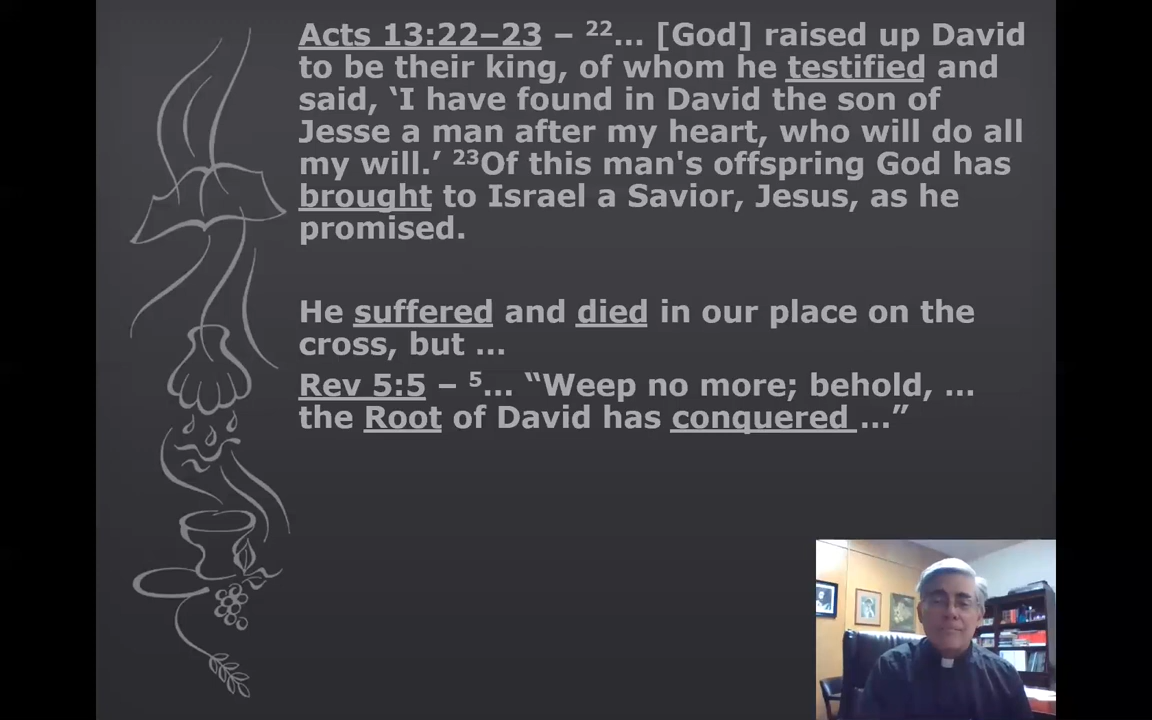 Acts 13:22–23 – ²²… [God] raised up David
to be their king, of whom he testified and
said, ‘I have found in David the son of
Jesse a man after my heart, who will do all
my will.’ ²³Of this man's offspring God has
brought to Israel a Savior, Jesus, as he
promised.
He suffered and died in our place on the
cross, but …
Rev 5:5 – ⁵… “Weep no more; behold, …
the Root of David has conquered …”